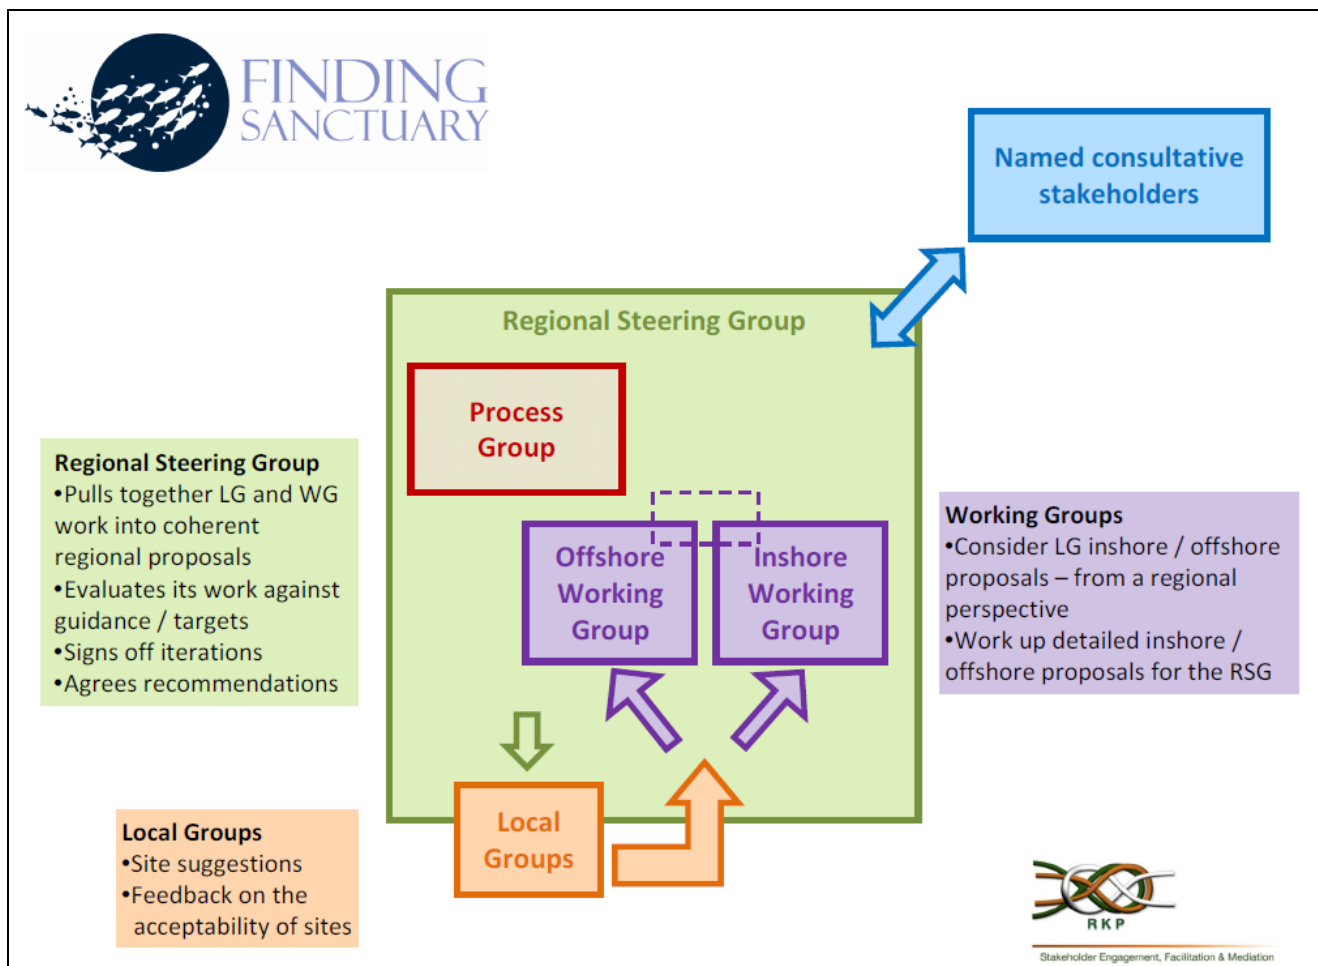 FINDING
SANCTUARY
Named consultative
stakeholders
Regional Steering Group
Process
Group
Offshore
Working
Group
Inshore
Working
Group
Local
Groups
Regional Steering Group
•Pulls together LG and WG
work into coherent
regional proposals
•Evaluates its work against
guidance / targets
•Signs off iterations
•Agrees recommendations
Working Groups
•Consider LG inshore / offshore
proposals – from a regional
perspective
•Work up detailed inshore /
offshore proposals for the RSG
Local Groups
•Site suggestions
•Feedback on the
acceptability of sites
RKP
Stakeholder Engagement, Facilitation & Mediation